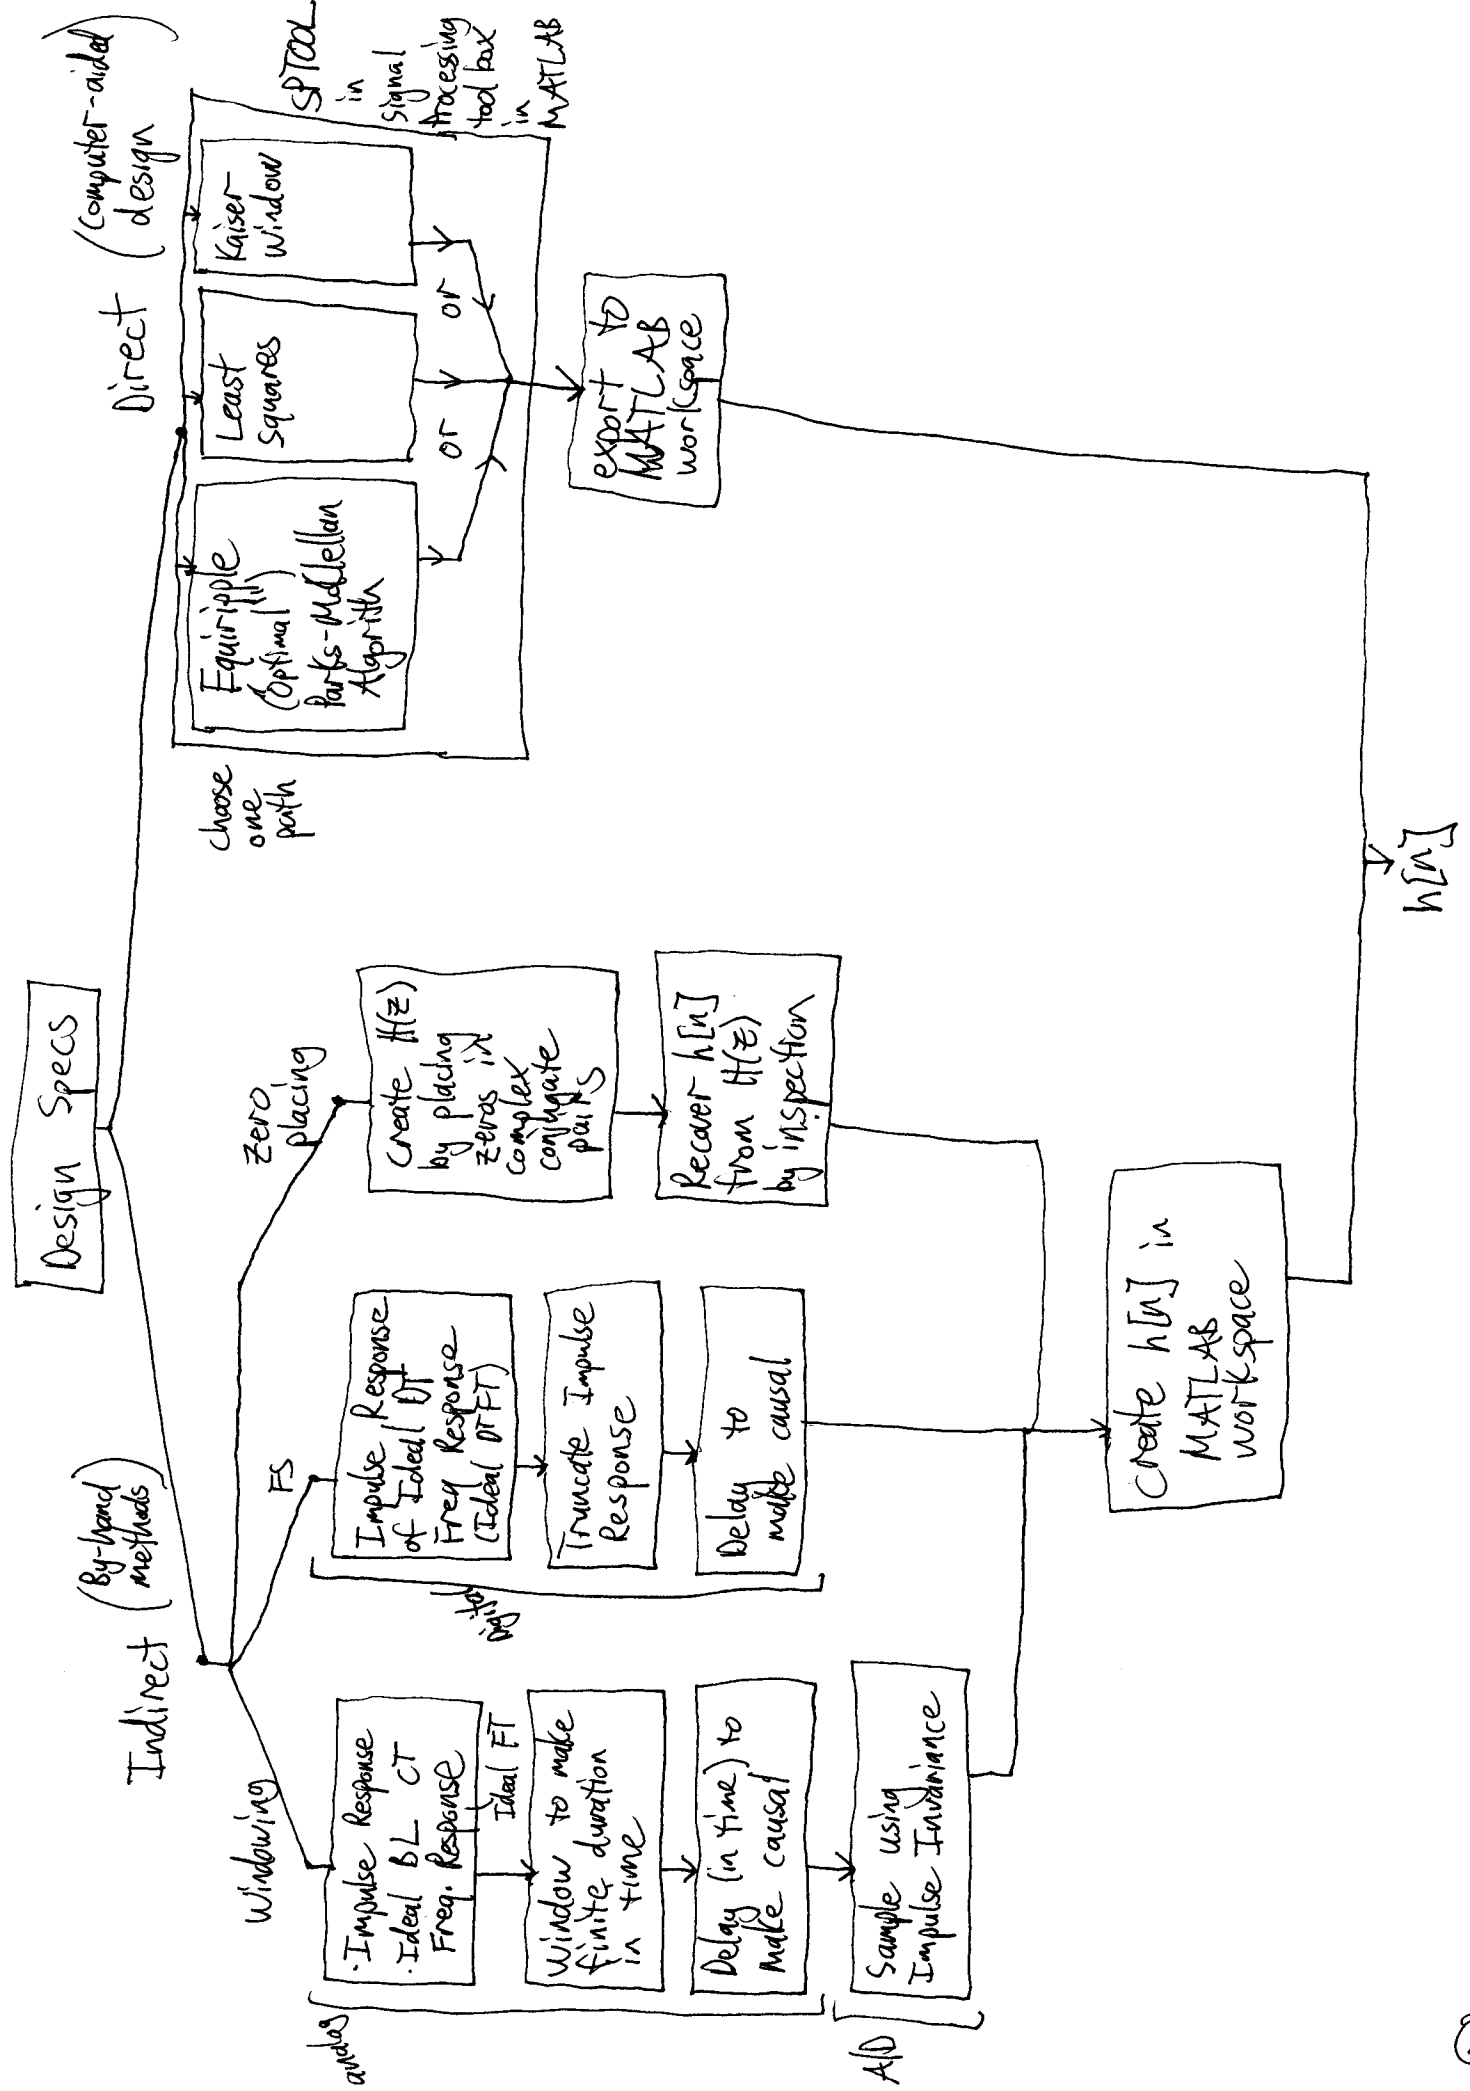 Design Specs
Indirect (By-hand
methods)
Direct (Computer-aided
design)
Windowing
FS
zero
placing
analog
· Impulse Response
· Ideal BL CT
Freq. Response
Ideal FT
Window to make
finite duration
in time
Delay (in time) to
make causal
A/D
Sample using
Impulse Invariance
Digital
Impulse Response
of Ideal DT
Freq Response
(Ideal DTFT)
Truncate Impulse
Response
Delay to
make causal
Create H(z)
by placing
zeros in
complex
conjugate
pairs
Recover h[n]
from H(z)
by inspection
Create h[n] in
MATLAB
workspace
choose
one
path
Equiripple
("Optimal")
Parks-McClellan
Algorith
Least
Squares
Kaiser
Window
or
or
SPTOOL
in
signal
Processing
toolbox
in
MATLAB
export to
MATLAB
workspace
h[n]